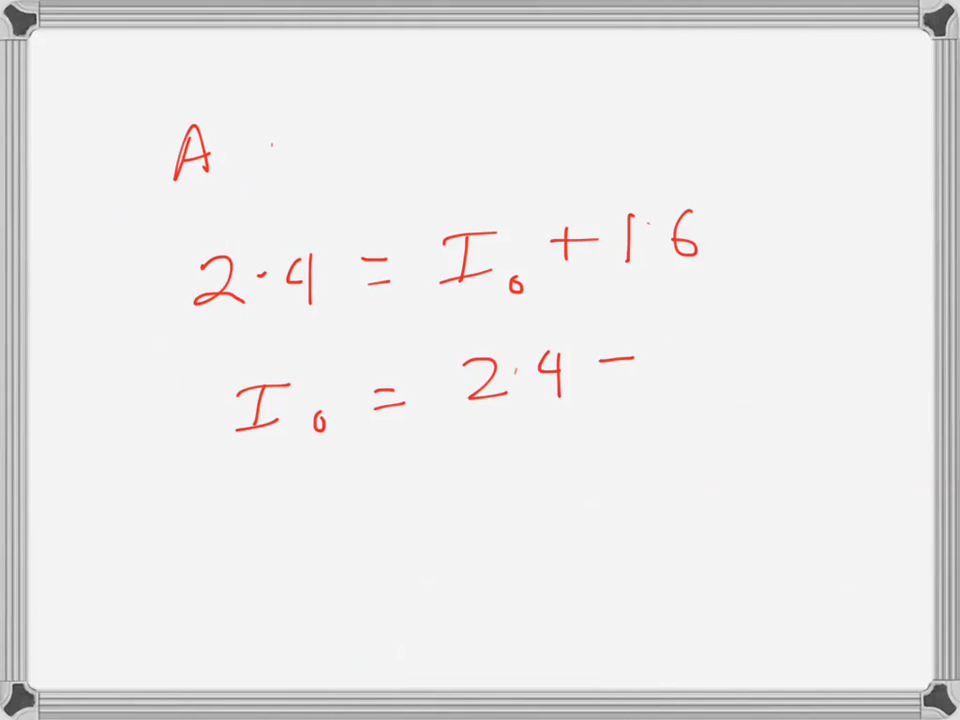 A
2.4 = I₀ + 1.6
I₀ = 2.4 −